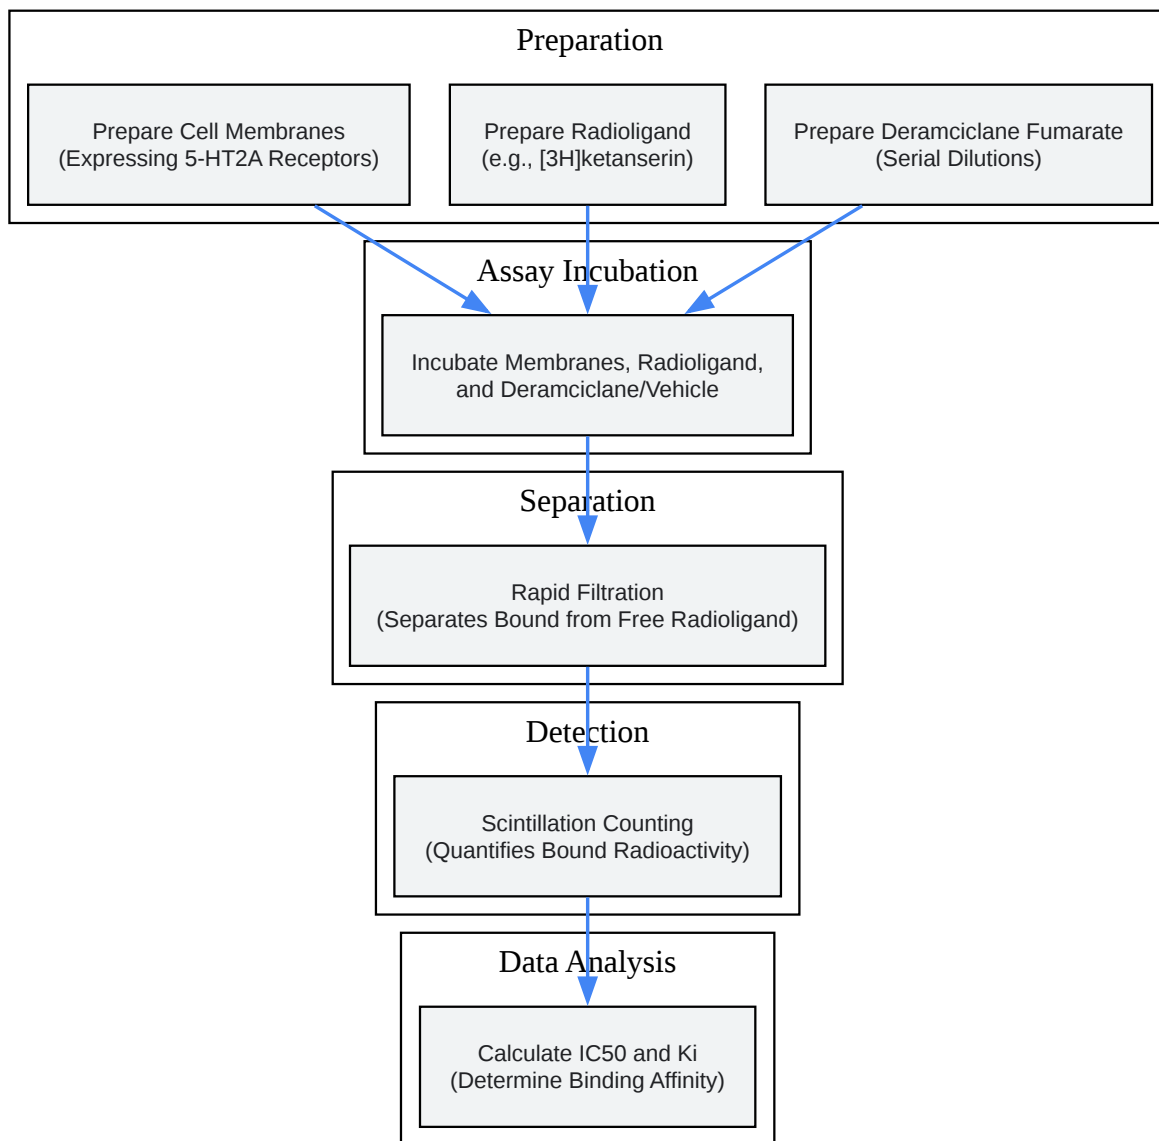 Preparation
Prepare Cell Membranes
(Expressing 5-HT2A Receptors)
Prepare Radioligand
(e.g., [3H]ketanserin)
Prepare Deramciclane Fumarate
(Serial Dilutions)
Assay Incubation
Incubate Membranes, Radioligand,
and Deramciclane/Vehicle
Separation
Rapid Filtration
(Separates Bound from Free Radioligand)
Detection
Scintillation Counting
(Quantifies Bound Radioactivity)
Data Analysis
Calculate IC50 and Ki
(Determine Binding Affinity)